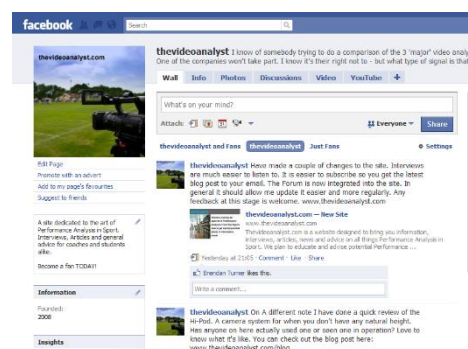 facebook
Search
thevideoanalyst.com
thevideoanalyst I know of somebody trying to do a comparison of the 3 'major' video analy
One of the companies won't take part. I know it's their right not to - but what type of signal is that
Wall Info Photos Discussions Video YouTube +
What's on your mind?
Attach:
Everyone
Share
thevideoanalyst and Fans thevideoanalyst Just Fans
Settings
Edit Page
Promote with an advert
Add to my page's favourites
Suggest to friends
A site dedicated to the art of
Performance Analysis in Sport.
Interviews, Articles and general
advice for coaches and students
alike.
Become a fan TODAY!
Information
Founded:
2008
Insights
thevideoanalyst Have made a couple of changes to the site. Interviews
are much easier to listen to. It is easier to subscribe so you get the latest
blog post to your email. The Forum is now integrated into the site. In
general it should allow me update it easier and more regularly. Any
feedback at this stage is welcome. www.thevideoanalyst.com
thevideoanalyst.com — New Site
www.thevideoanalyst.com
Thevideoanalyst.com is a website designed to bring you information,
interviews, articles, news and advice on all things Performance Analysis in
Sport. We plan to educate and advise potential Performance ...
Yesterday at 21:05 · Comment · Like · Share
Brendan Turner likes this.
Write a comment...
thevideoanalyst On A different note I have done a quick review of the
Hi-Pod. A camera system for when you don't have any natural height.
Has anyone on here actually used one or seen one in operation? Love to
know what it's like. You can check out the blog post here:
www.thevideoanalyst.com/blog